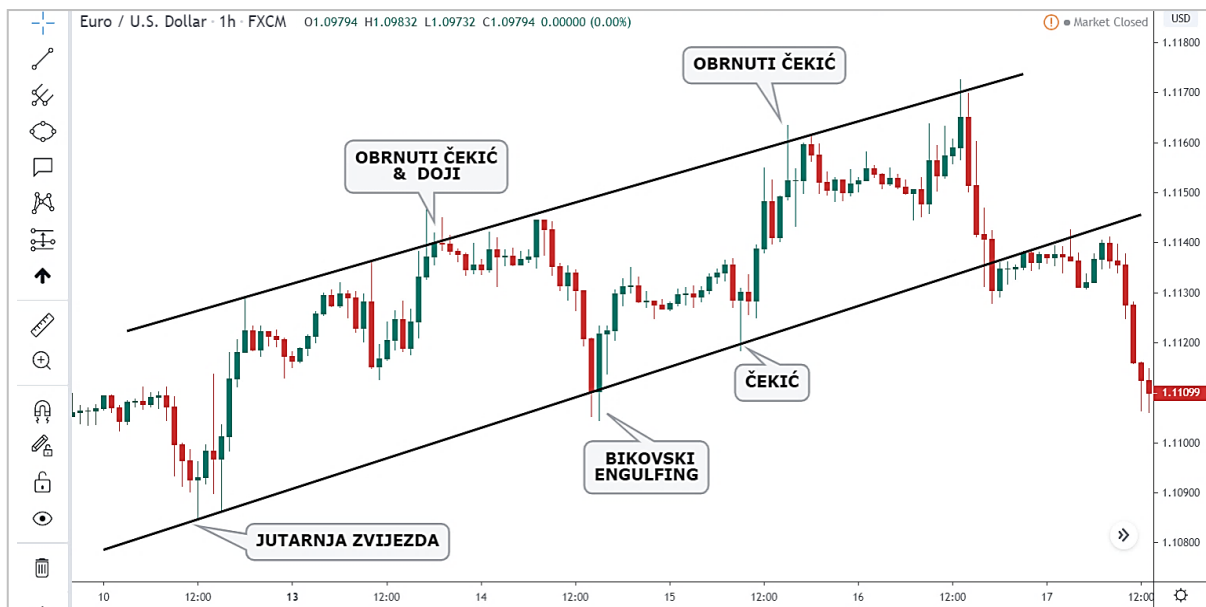 Euro / U.S. Dollar · 1h · FXCM O1.09794 H1.09832 L1.09732 C1.09794 0.00000 (0.00%)
Market Closed
USD
1.11800
OBRNUTI ČEKIĆ
1.11700
1.11600
OBRNUTI ČEKIĆ
& DOJI
1.11500
1.11400
1.11300
1.11200
ČEKIĆ
1.11099
BIKOVSKI
ENGULFING
1.11000
1.10900
JUTARNJA ZVIJEZDA
1.10800
10 12:00 13 12:00 14 12:00 15 12:00 16 12:00 17 12:00